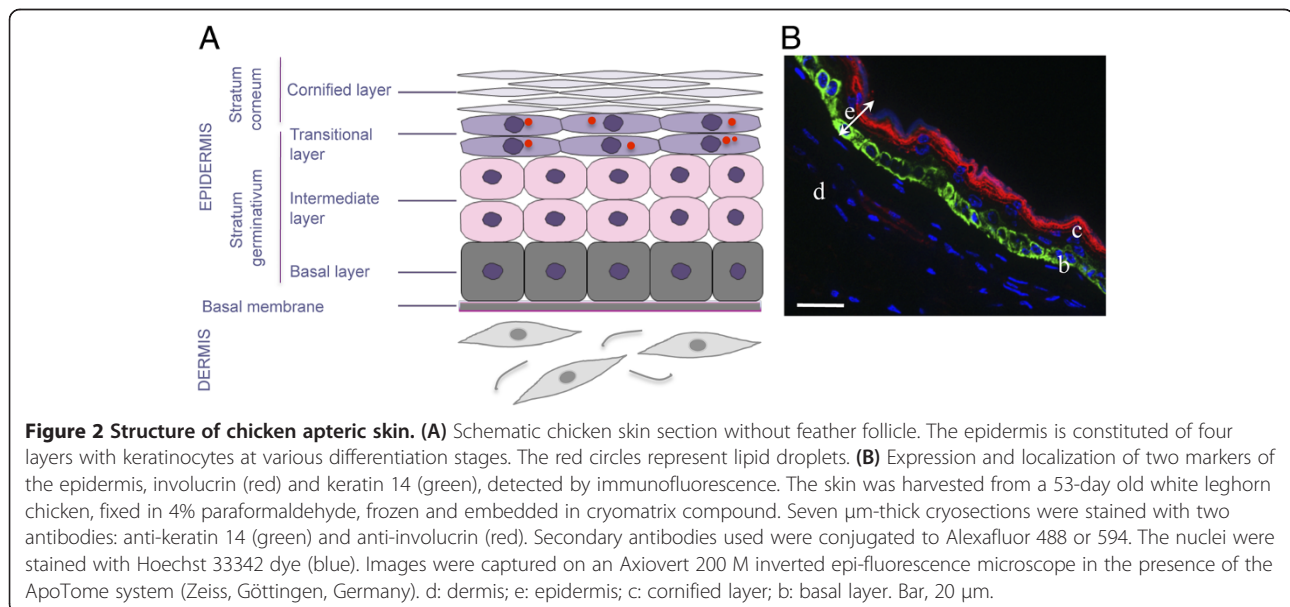 A
B
EPIDERMIS
Stratum
corneum
Stratum
germinativum
Cornified layer
Transitional
layer
Intermediate
layer
Basal layer
Basal membrane
DERMIS
e
d
c
b
Figure 2 Structure of chicken apteric skin. (A) Schematic chicken skin section without feather follicle. The epidermis is constituted of four
layers with keratinocytes at various differentiation stages. The red circles represent lipid droplets. (B) Expression and localization of two markers of
the epidermis, involucrin (red) and keratin 14 (green), detected by immunofluorescence. The skin was harvested from a 53-day old white leghorn
chicken, fixed in 4% paraformaldehyde, frozen and embedded in cryomatrix compound. Seven μm-thick cryosections were stained with two
antibodies: anti-keratin 14 (green) and anti-involucrin (red). Secondary antibodies used were conjugated to Alexafluor 488 or 594. The nuclei were
stained with Hoechst 33342 dye (blue). Images were captured on an Axiovert 200 M inverted epi-fluorescence microscope in the presence of the
ApoTome system (Zeiss, Göttingen, Germany). d: dermis; e: epidermis; c: cornified layer; b: basal layer. Bar, 20 μm.